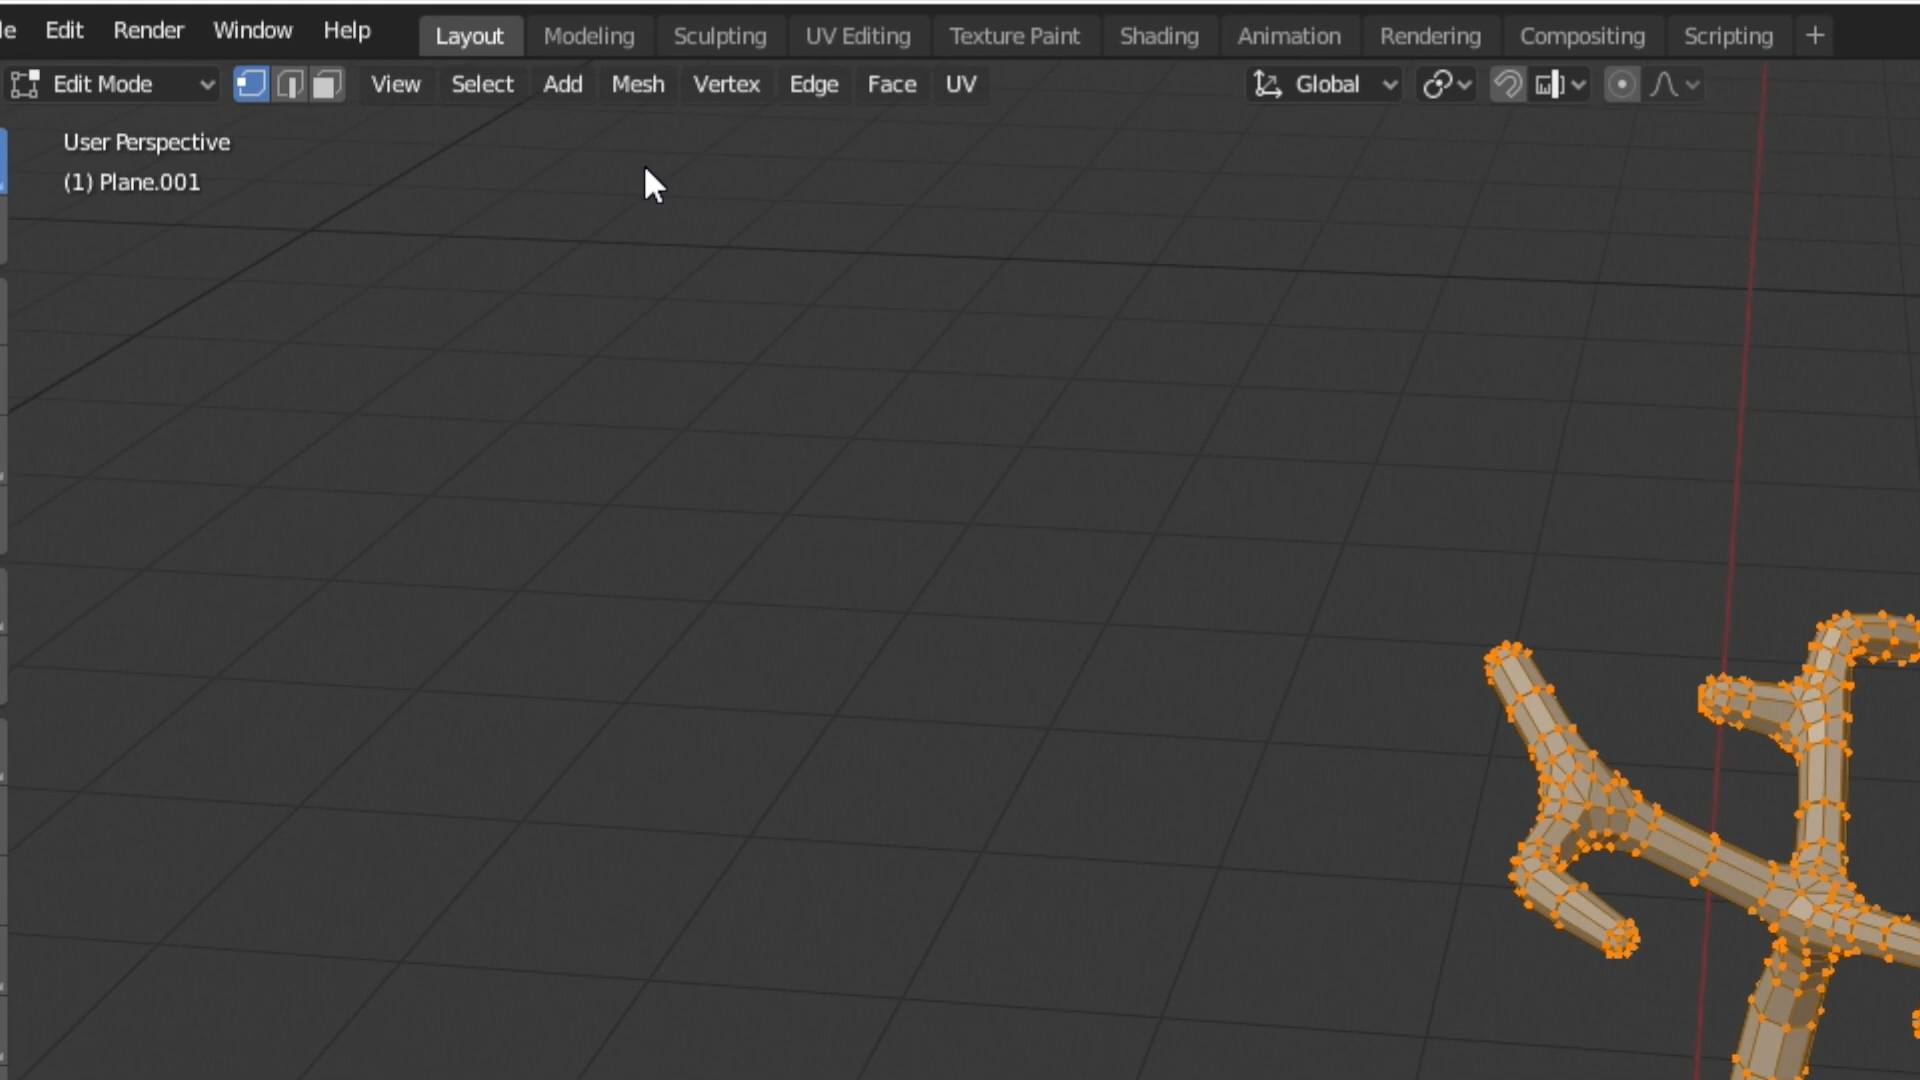 le Edit Render Window Help Layout Modeling Sculpting UV Editing Texture Paint Shading Animation Rendering Compositing Scripting +
Edit Mode View Select Add Mesh Vertex Edge Face UV Global
User Perspective
(1) Plane.001